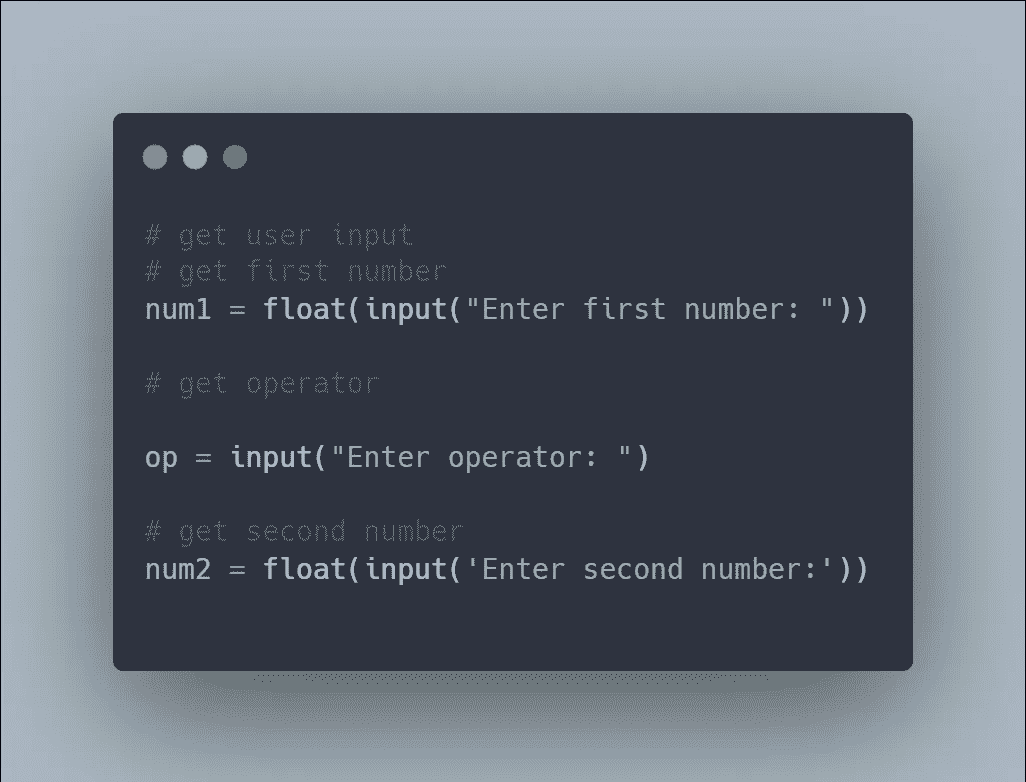 # get user input
# get first number
num1 = float(input("Enter first number: "))
# get operator
op = input("Enter operator: ")
# get second number
num2 = float(input('Enter second number:'))